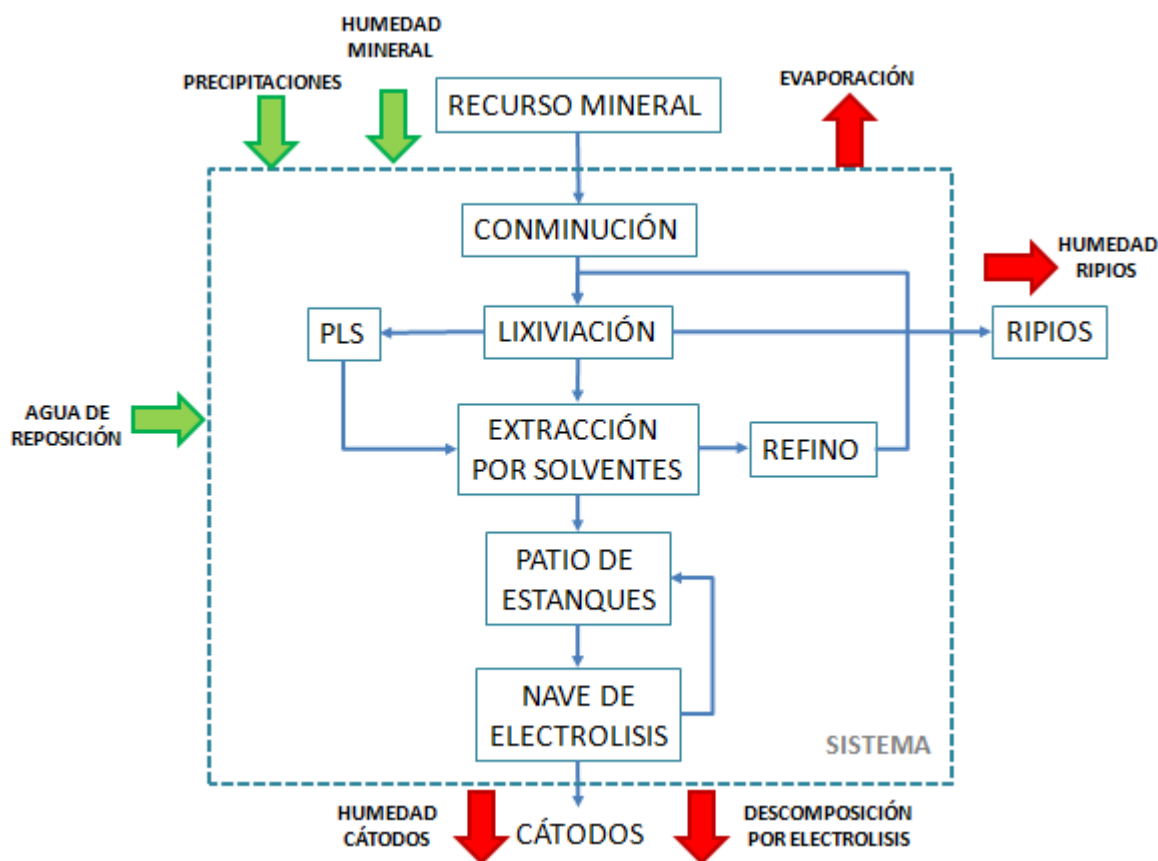 HUMEDAD
MINERAL
PRECIPITACIONES
RECURSO MINERAL
EVAPORACIÓN
CONMINUCIÓN
HUMEDAD
RIPIOS
PLS
LIXIVIACIÓN
RIPIOS
AGUA DE
REPOSICIÓN
EXTRACCIÓN
POR SOLVENTES
REFINO
PATIO DE
ESTANQUES
NAVE DE
ELECTROLISIS
SISTEMA
HUMEDAD
CÁTODOS
CÁTODOS
DESCOMPOSICIÓN
POR ELECTROLISIS